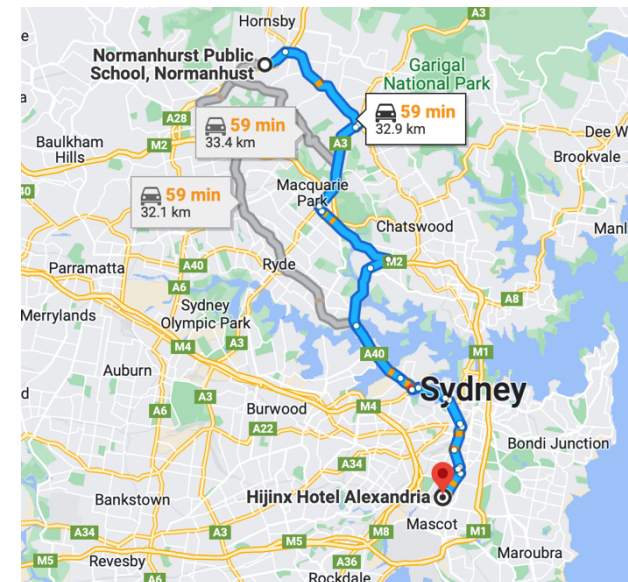 Hornsby
A3
Normanhurst Public
School, Normanhust
Garigal
National Park
A28
59 min
33.4 km
59 min
32.9 km
Dee W
Baulkham
Hills
M2
A3
Brookvale
59 min
32.1 km
Macquarie
Park
Chatswood
Manl
Parramatta
A40
Ryde
M2
A6
A8
Merrylands
Sydney
Olympic Park
M4
A3
A40
M1
Auburn
Sydney
A6
A3
Burwood
M4
A22
Bondi Junction
A34
Hijinx Hotel Alexandria
Bankstown
Mascot
A34
A3
M8
M1
M5
Revesby
A6
A36
Maroubra
M5
Rockdale
d
a